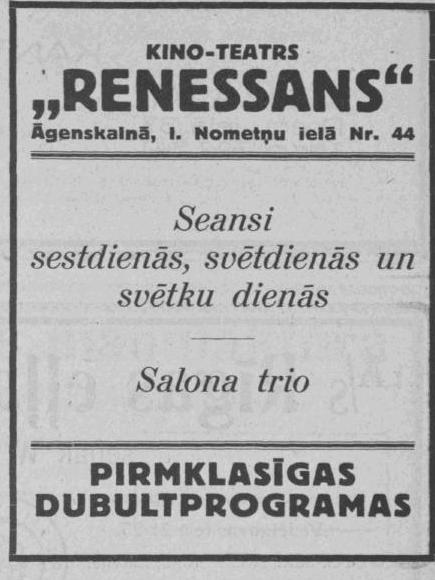 KINO-TEATRS
„RENESSANS“
Āgenskalnā, l. Nometņu ielā Nr. 44
Seansi
sestdienās, svētdienās un
svētku dienās
Salona trio
PIRMKLASĪGAS
DUBULTPROGRAMAS